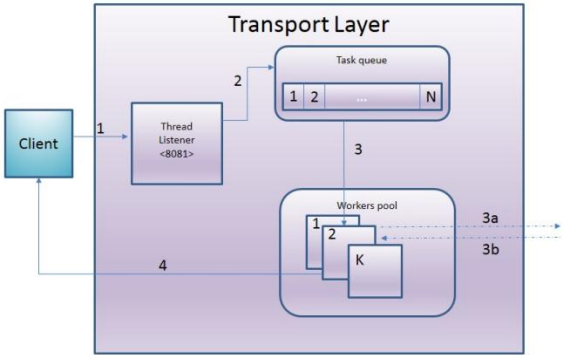 Transport Layer
Task queue
1 2 ... N
2
1
Client
Thread
Listener
<8081>
3
Workers pool
1
2
K
3a
3b
4